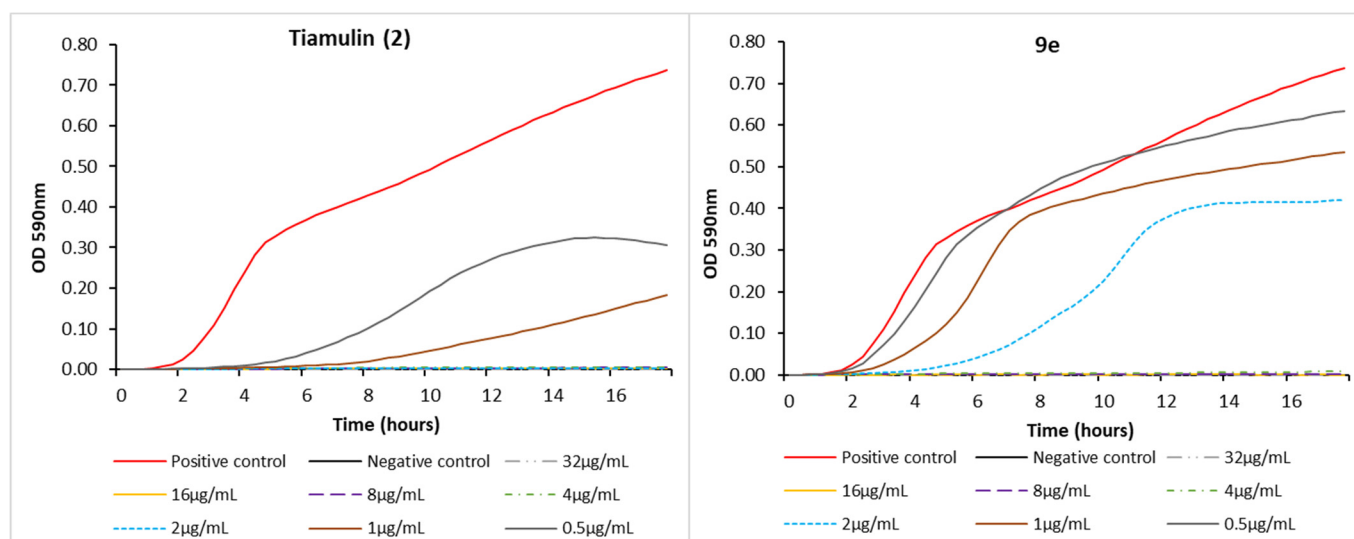 Tiamulin (2)
0.80
0.70
0.60
0.50
0.40
0.30
0.20
0.10
0.00
OD 590nm
0 2 4 6 8 10 12 14 16
Time (hours)
Positive control Negative control 32µg/mL
16µg/mL 8µg/mL 4µg/mL
2µg/mL 1µg/mL 0.5µg/mL
9e
0.80
0.70
0.60
0.50
0.40
0.30
0.20
0.10
0.00
OD 590nm
0 2 4 6 8 10 12 14 16
Time (hours)
Positive control Negative control 32µg/mL
16µg/mL 8µg/mL 4µg/mL
2µg/mL 1µg/mL 0.5µg/mL